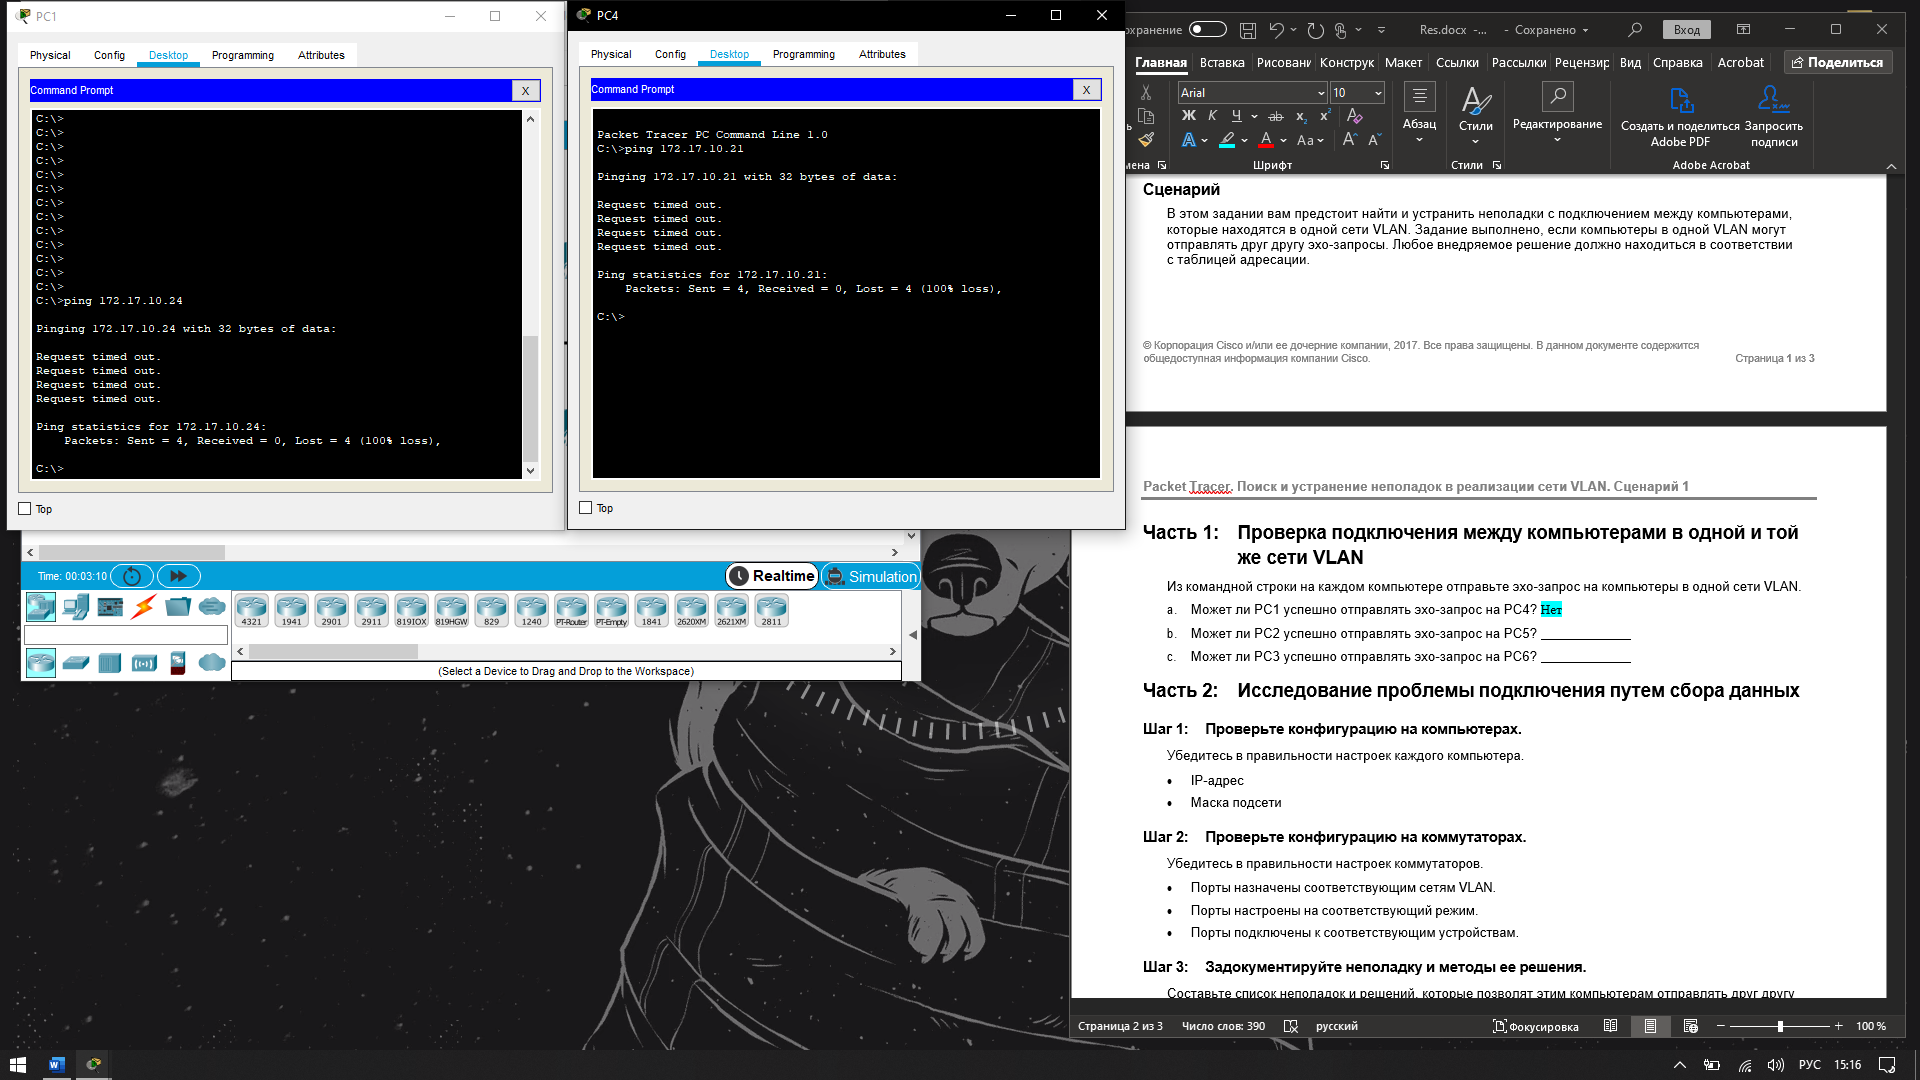 PC1
Physical Config Desktop Programming Attributes
Command Prompt X
C:\>
C:\>
C:\>
C:\>
C:\>
C:\>
C:\>
C:\>
C:\>
C:\>
C:\>
C:\>
C:\>
C:\>ping 172.17.10.24
Pinging 172.17.10.24 with 32 bytes of data:
Request timed out.
Request timed out.
Request timed out.
Request timed out.
Ping statistics for 172.17.10.24:
Packets: Sent = 4, Received = 0, Lost = 4 (100% loss),
C:\>
Top
PC4
Physical Config Desktop Programming Attributes
Command Prompt X
Packet Tracer PC Command Line 1.0
C:\>ping 172.17.10.21
Pinging 172.17.10.21 with 32 bytes of data:
Request timed out.
Request timed out.
Request timed out.
Request timed out.
Ping statistics for 172.17.10.21:
Packets: Sent = 4, Received = 0, Lost = 4 (100% loss),
C:\>
Top
Time: 00:03:10 Realtime Simulation
4321 1941 2901 2911 819IOX 819HGW 829 1240 PT-Router PT-Empty 1841 2620XM 2621XM 2811
(Select a Device to Drag and Drop to the Workspace)
охранение Res.docx -... - Сохранено Вход
Главная Вставка Рисовани Конструк Макет Ссылки Рассылки Рецензир Вид Справка Acrobat Поделиться
Arial 10
Ж К Ч ab x₂ x² A
A A Aa A A
Абзац
Стили
Редактирование
Создать и поделиться Adobe PDF
Запросить подписи
мена Шрифт Стили Adobe Acrobat
Сценарий
В этом задании вам предстоит найти и устранить неполадки с подключением между компьютерами,
которые находятся в одной сети VLAN. Задание выполнено, если компьютеры в одной VLAN могут
отправлять друг другу эхо-запросы. Любое внедряемое решение должно находиться в соответствии
с таблицей адресации.
© Корпорация Cisco и/или ее дочерние компании, 2017. Все права защищены. В данном документе содержится
общедоступная информация компании Cisco. Страница 1 из 3
Packet Tracer. Поиск и устранение неполадок в реализации сети VLAN. Сценарий 1
Часть 1: Проверка подключения между компьютерами в одной и той
же сети VLAN
Из командной строки на каждом компьютере отправьте эхо-запрос на компьютеры в одной сети VLAN.
a. Может ли PC1 успешно отправлять эхо-запрос на PC4? Нет
b. Может ли PC2 успешно отправлять эхо-запрос на PC5? ____________
c. Может ли PC3 успешно отправлять эхо-запрос на PC6? ____________
Часть 2: Исследование проблемы подключения путем сбора данных
Шаг 1: Проверьте конфигурацию на компьютерах.
Убедитесь в правильности настроек каждого компьютера.
• IP-адрес
• Маска подсети
Шаг 2: Проверьте конфигурацию на коммутаторах.
Убедитесь в правильности настроек коммутаторов.
• Порты назначены соответствующим сетям VLAN.
• Порты настроены на соответствующий режим.
• Порты подключены к соответствующим устройствам.
Шаг 3: Задокументируйте неполадку и методы ее решения.
Составьте список неполадок и решений, которые позволят этим компьютерам отправлять друг другу
Страница 2 из 3 Число слов: 390 русский Фокусировка 100 %
РУС 15:16